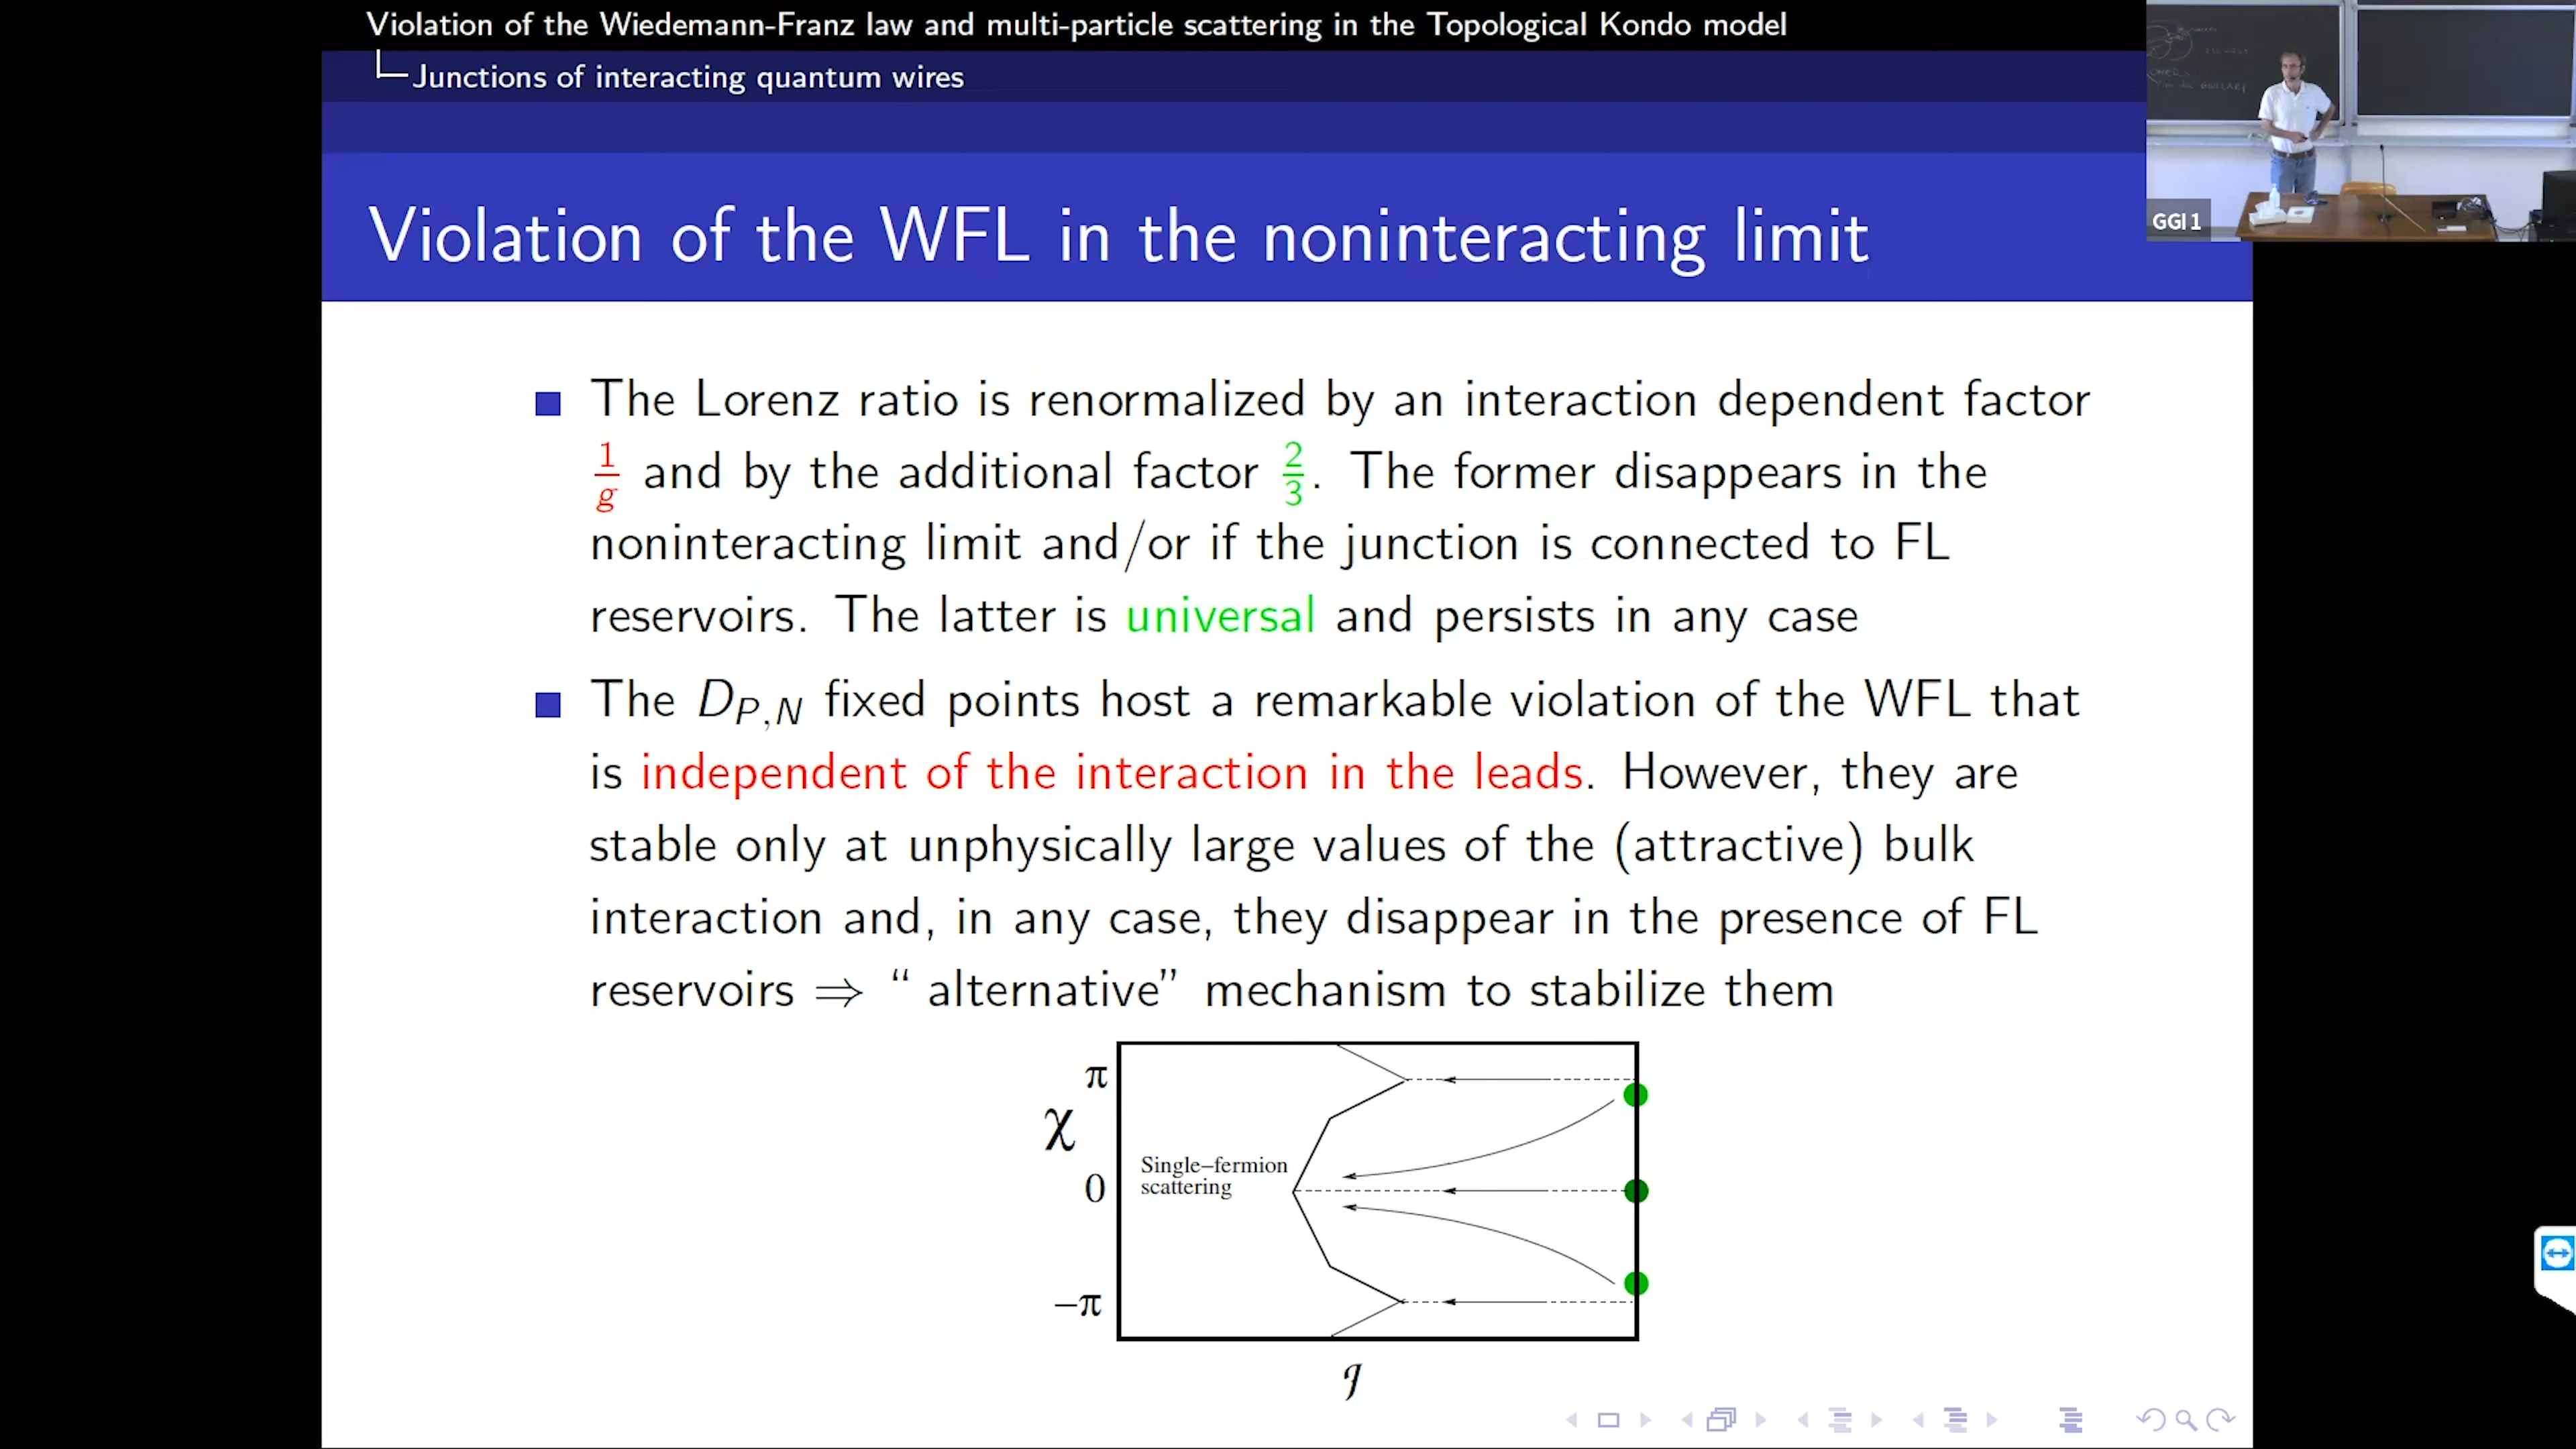 Violation of the Wiedemann-Franz law and multi-particle scattering in the Topological Kondo model
Junctions of interacting quantum wires
Violation of the WFL in the noninteracting limit
GGI 1
The Lorenz ratio is renormalized by an interaction dependent factor
1/g and by the additional factor 2/3. The former disappears in the
noninteracting limit and/or if the junction is connected to FL
reservoirs. The latter is universal and persists in any case
The D_{P,N} fixed points host a remarkable violation of the WFL that
is independent of the interaction in the leads. However, they are
stable only at unphysically large values of the (attractive) bulk
interaction and, in any case, they disappear in the presence of FL
reservoirs ⇒ “ alternative” mechanism to stabilize them
π
χ
Single–fermion
scattering
0
–π
g